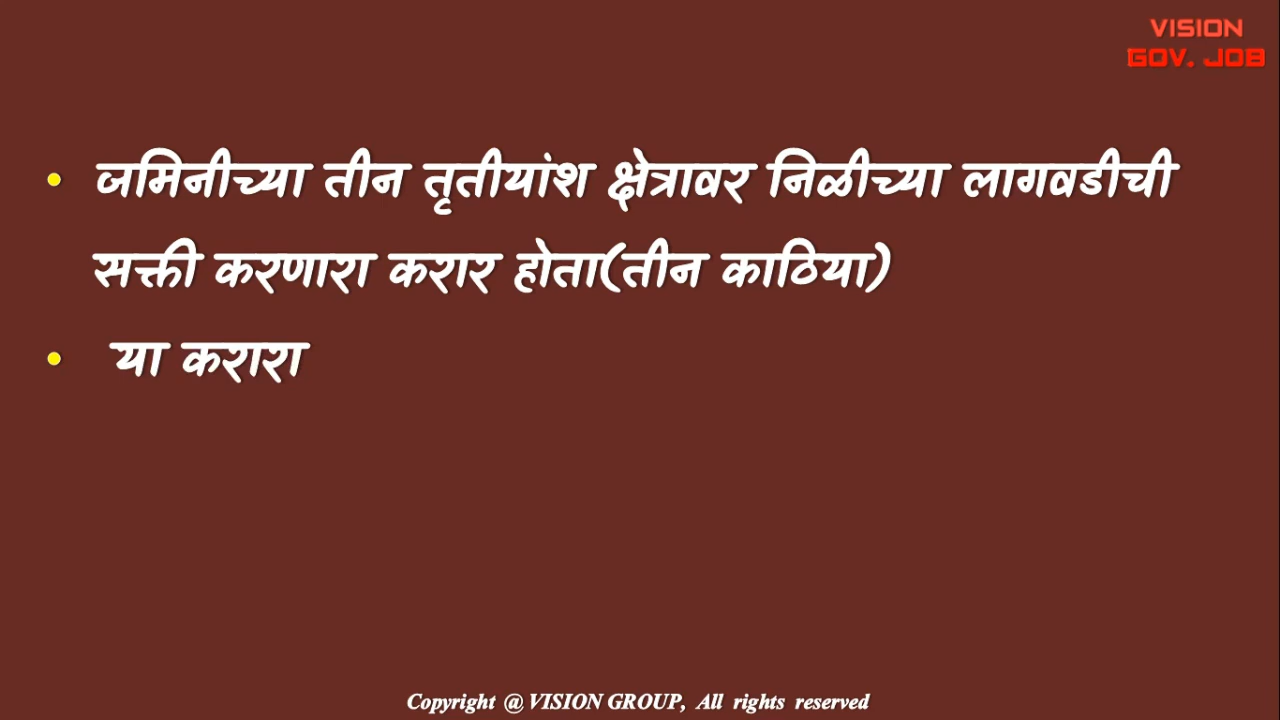 VISION
GOV. JOB
• जमिनीच्या तीन तृतीयांश क्षेत्रावर निळीच्या लागवडीची
सक्ती करणारा करार होता(तीन काठिया)
• या करारा
Copyright @ VISION GROUP, All rights reserved